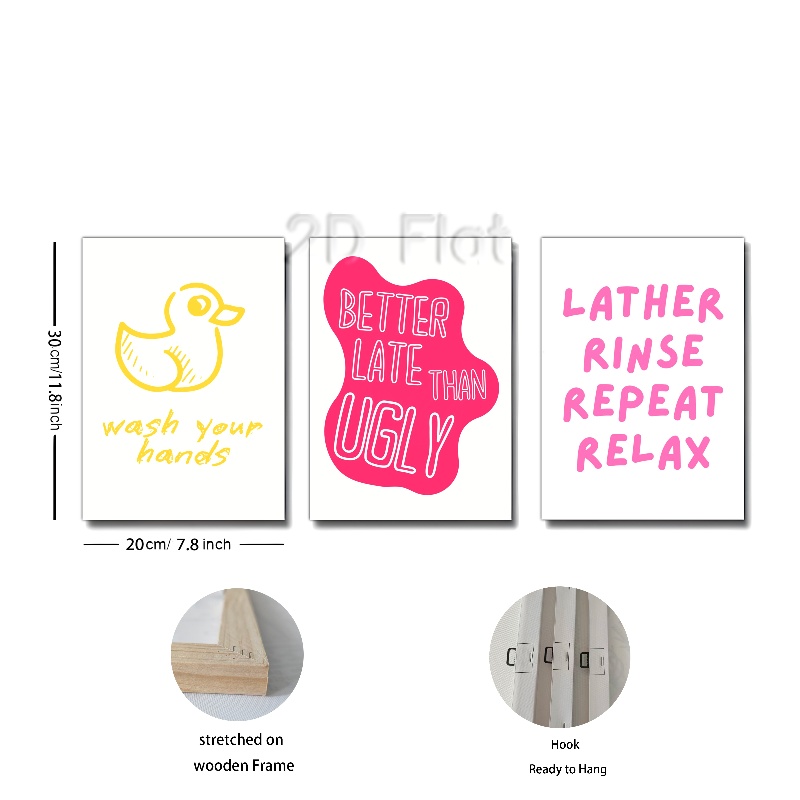 2D Flat
30cm/11.8inch
wash your
hands
BETTER
LATE THAN
UGLY
LATHER
RINSE
REPEAT
RELAX
20cm/ 7.8 inch
stretched on
wooden Frame
Hook
Ready to Hang